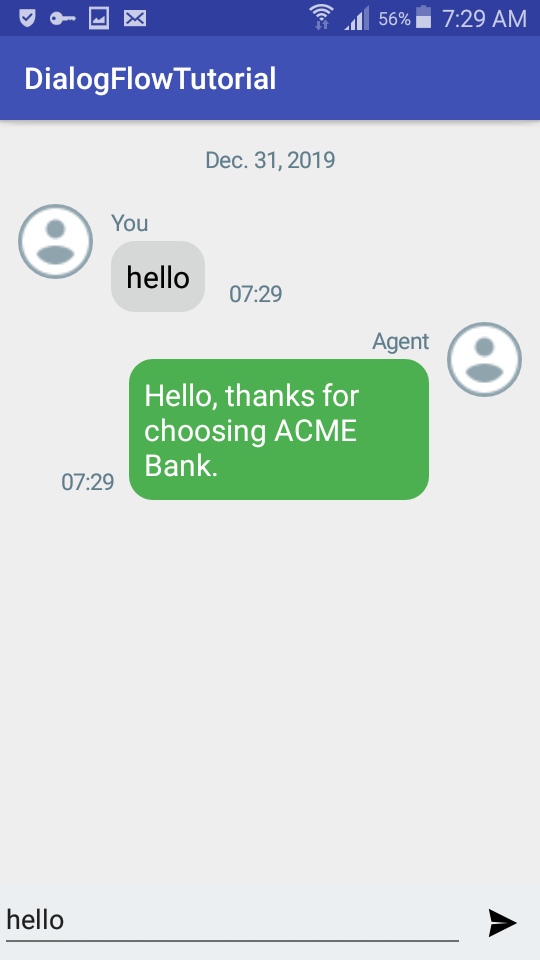 56% 7:29 AM
DialogFlowTutorial
Dec. 31, 2019
You
hello
07:29
Agent
Hello, thanks for
choosing ACME
Bank.
07:29
hello